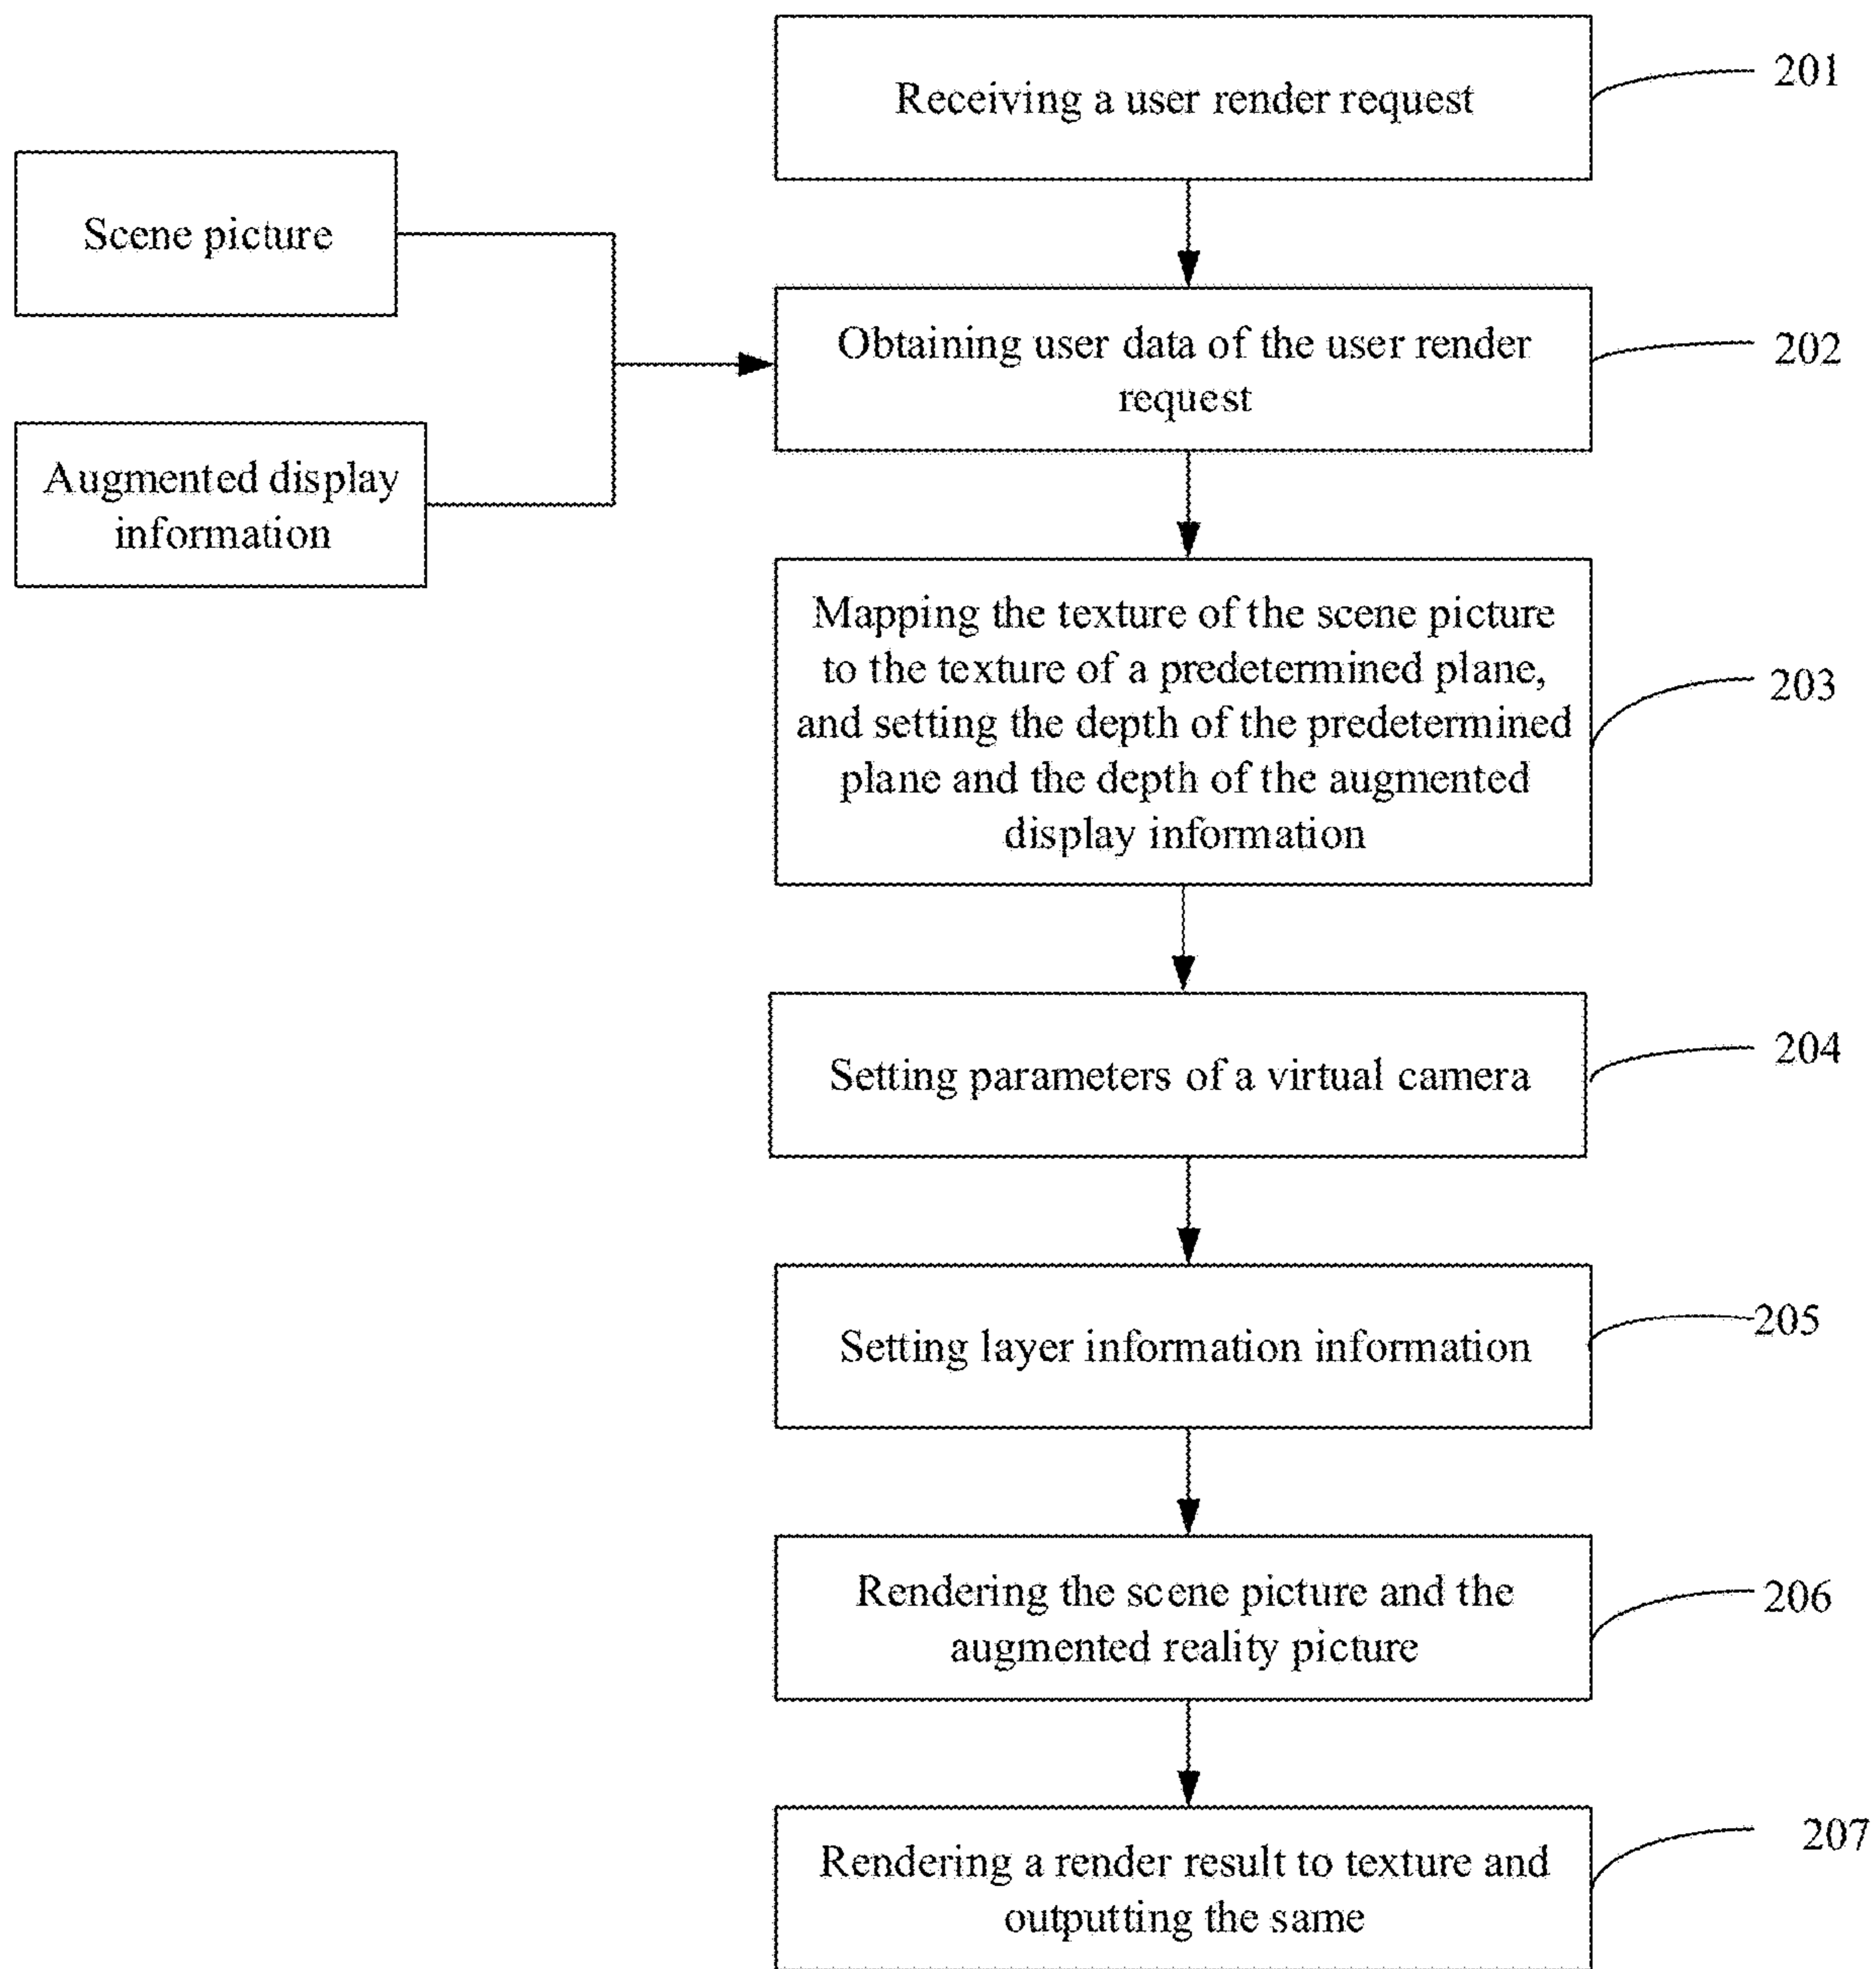 Receiving a user render request
201
Scene picture
Obtaining user data of the user render
request
202
Augmented display
information
Mapping the texture of the scene picture
to the texture of a predetermined plane,
and setting the depth of the predetermined
plane and the depth of the augmented
display information
203
Setting parameters of a virtual camera
204
Setting layer information information
205
Rendering the scene picture and the
augmented reality picture
206
Rendering a render result to texture and
outputting the same
207